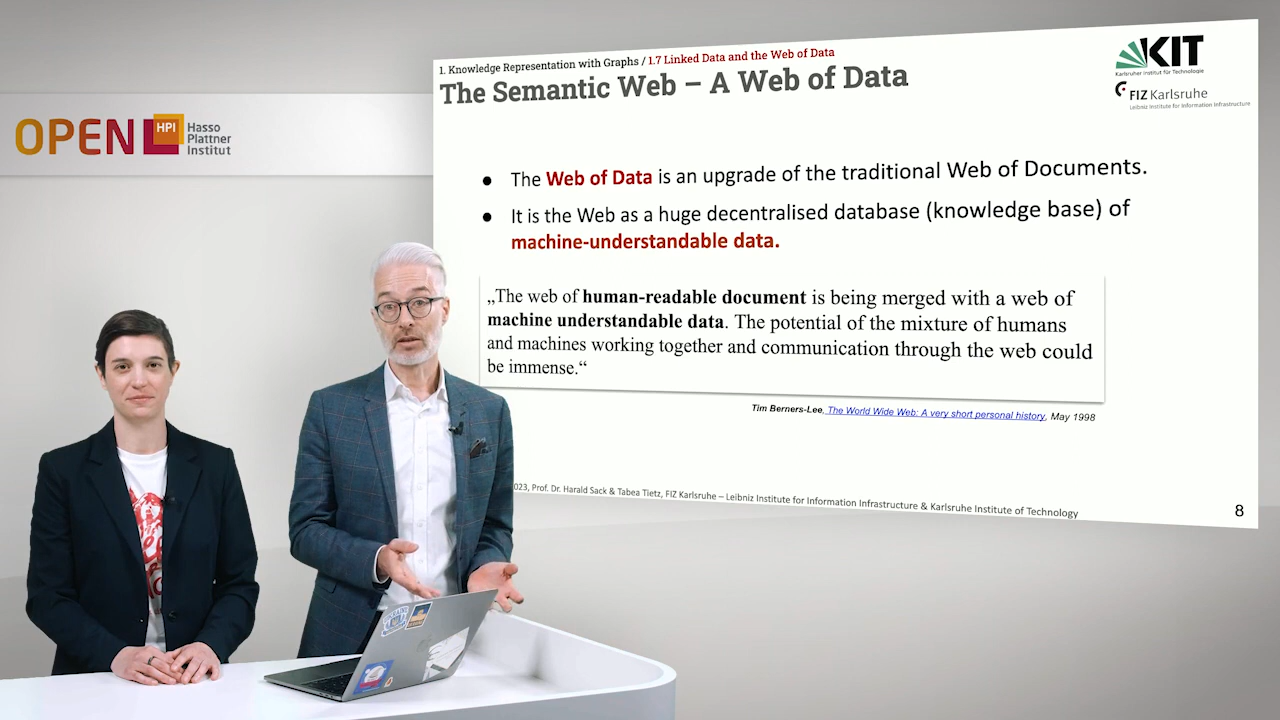 1. Knowledge Representation with Graphs / 1.7 Linked Data and the Web of Data
The Semantic Web – A Web of Data
KIT
Karlsruher Institut für Technologie
FIZ Karlsruhe
Leibniz Institute for Information Infrastructure
OPEN HPI
Hasso
Plattner
Institut
● The Web of Data is an upgrade of the traditional Web of Documents.
● It is the Web as a huge decentralised database (knowledge base) of
machine-understandable data.
„The web of human-readable document is being merged with a web of
machine understandable data. The potential of the mixture of humans
and machines working together and communication through the web could
be immense.“
Tim Berners-Lee, The World Wide Web: A very short personal history, May 1998
023, Prof. Dr. Harald Sack & Tabea Tietz, FIZ Karlsruhe – Leibniz Institute for Information Infrastructure & Karlsruhe Institute of Technology
8